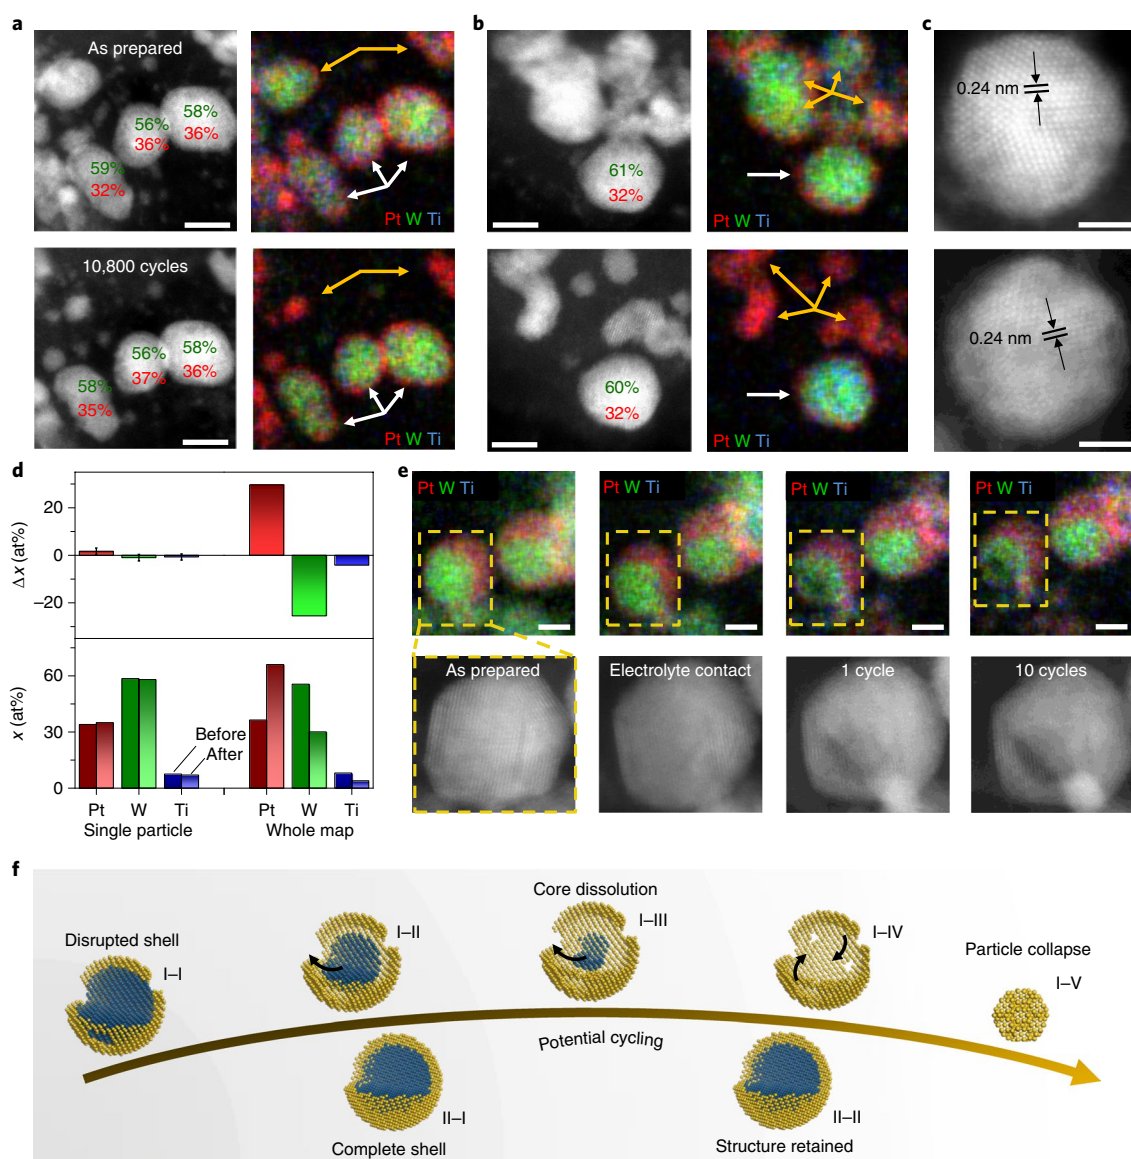 a
As prepared
58%
36%
56%
36%
59%
32%
Pt W Ti
10,800 cycles
58%
36%
56%
37%
58%
35%
Pt W Ti
b
61%
32%
Pt W Ti
60%
32%
Pt W Ti
c
0.24 nm
0.24 nm
d
Δx (at%)
20
0
–20
x (at%)
60
30
0
Before
After
Pt W Ti Pt W Ti
Single particle Whole map
e
Pt W Ti
Pt W Ti
Pt W Ti
Pt W Ti
As prepared
Electrolyte contact
1 cycle
10 cycles
f
Disrupted shell
I–I
I–II
Core dissolution
I–III
I–IV
Particle collapse
I–V
Potential cycling
II–I
Complete shell
II–II
Structure retained